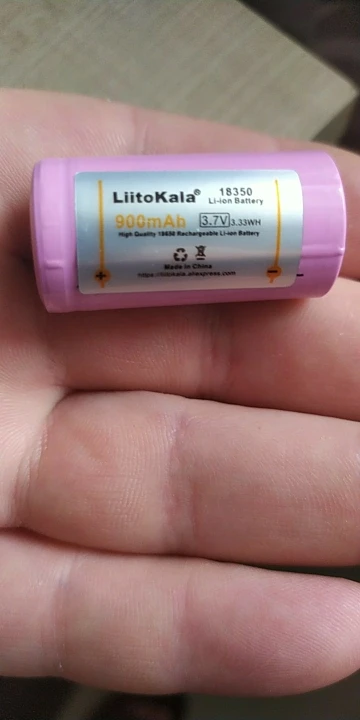 LiitoKala® 18350
Li-ion Battery
900mAh 3.7V 3.33WH
High Quality 18650 Rechargeable Li-ion Battery
+ -
Made in China
https://liitokala.aliexpress.com